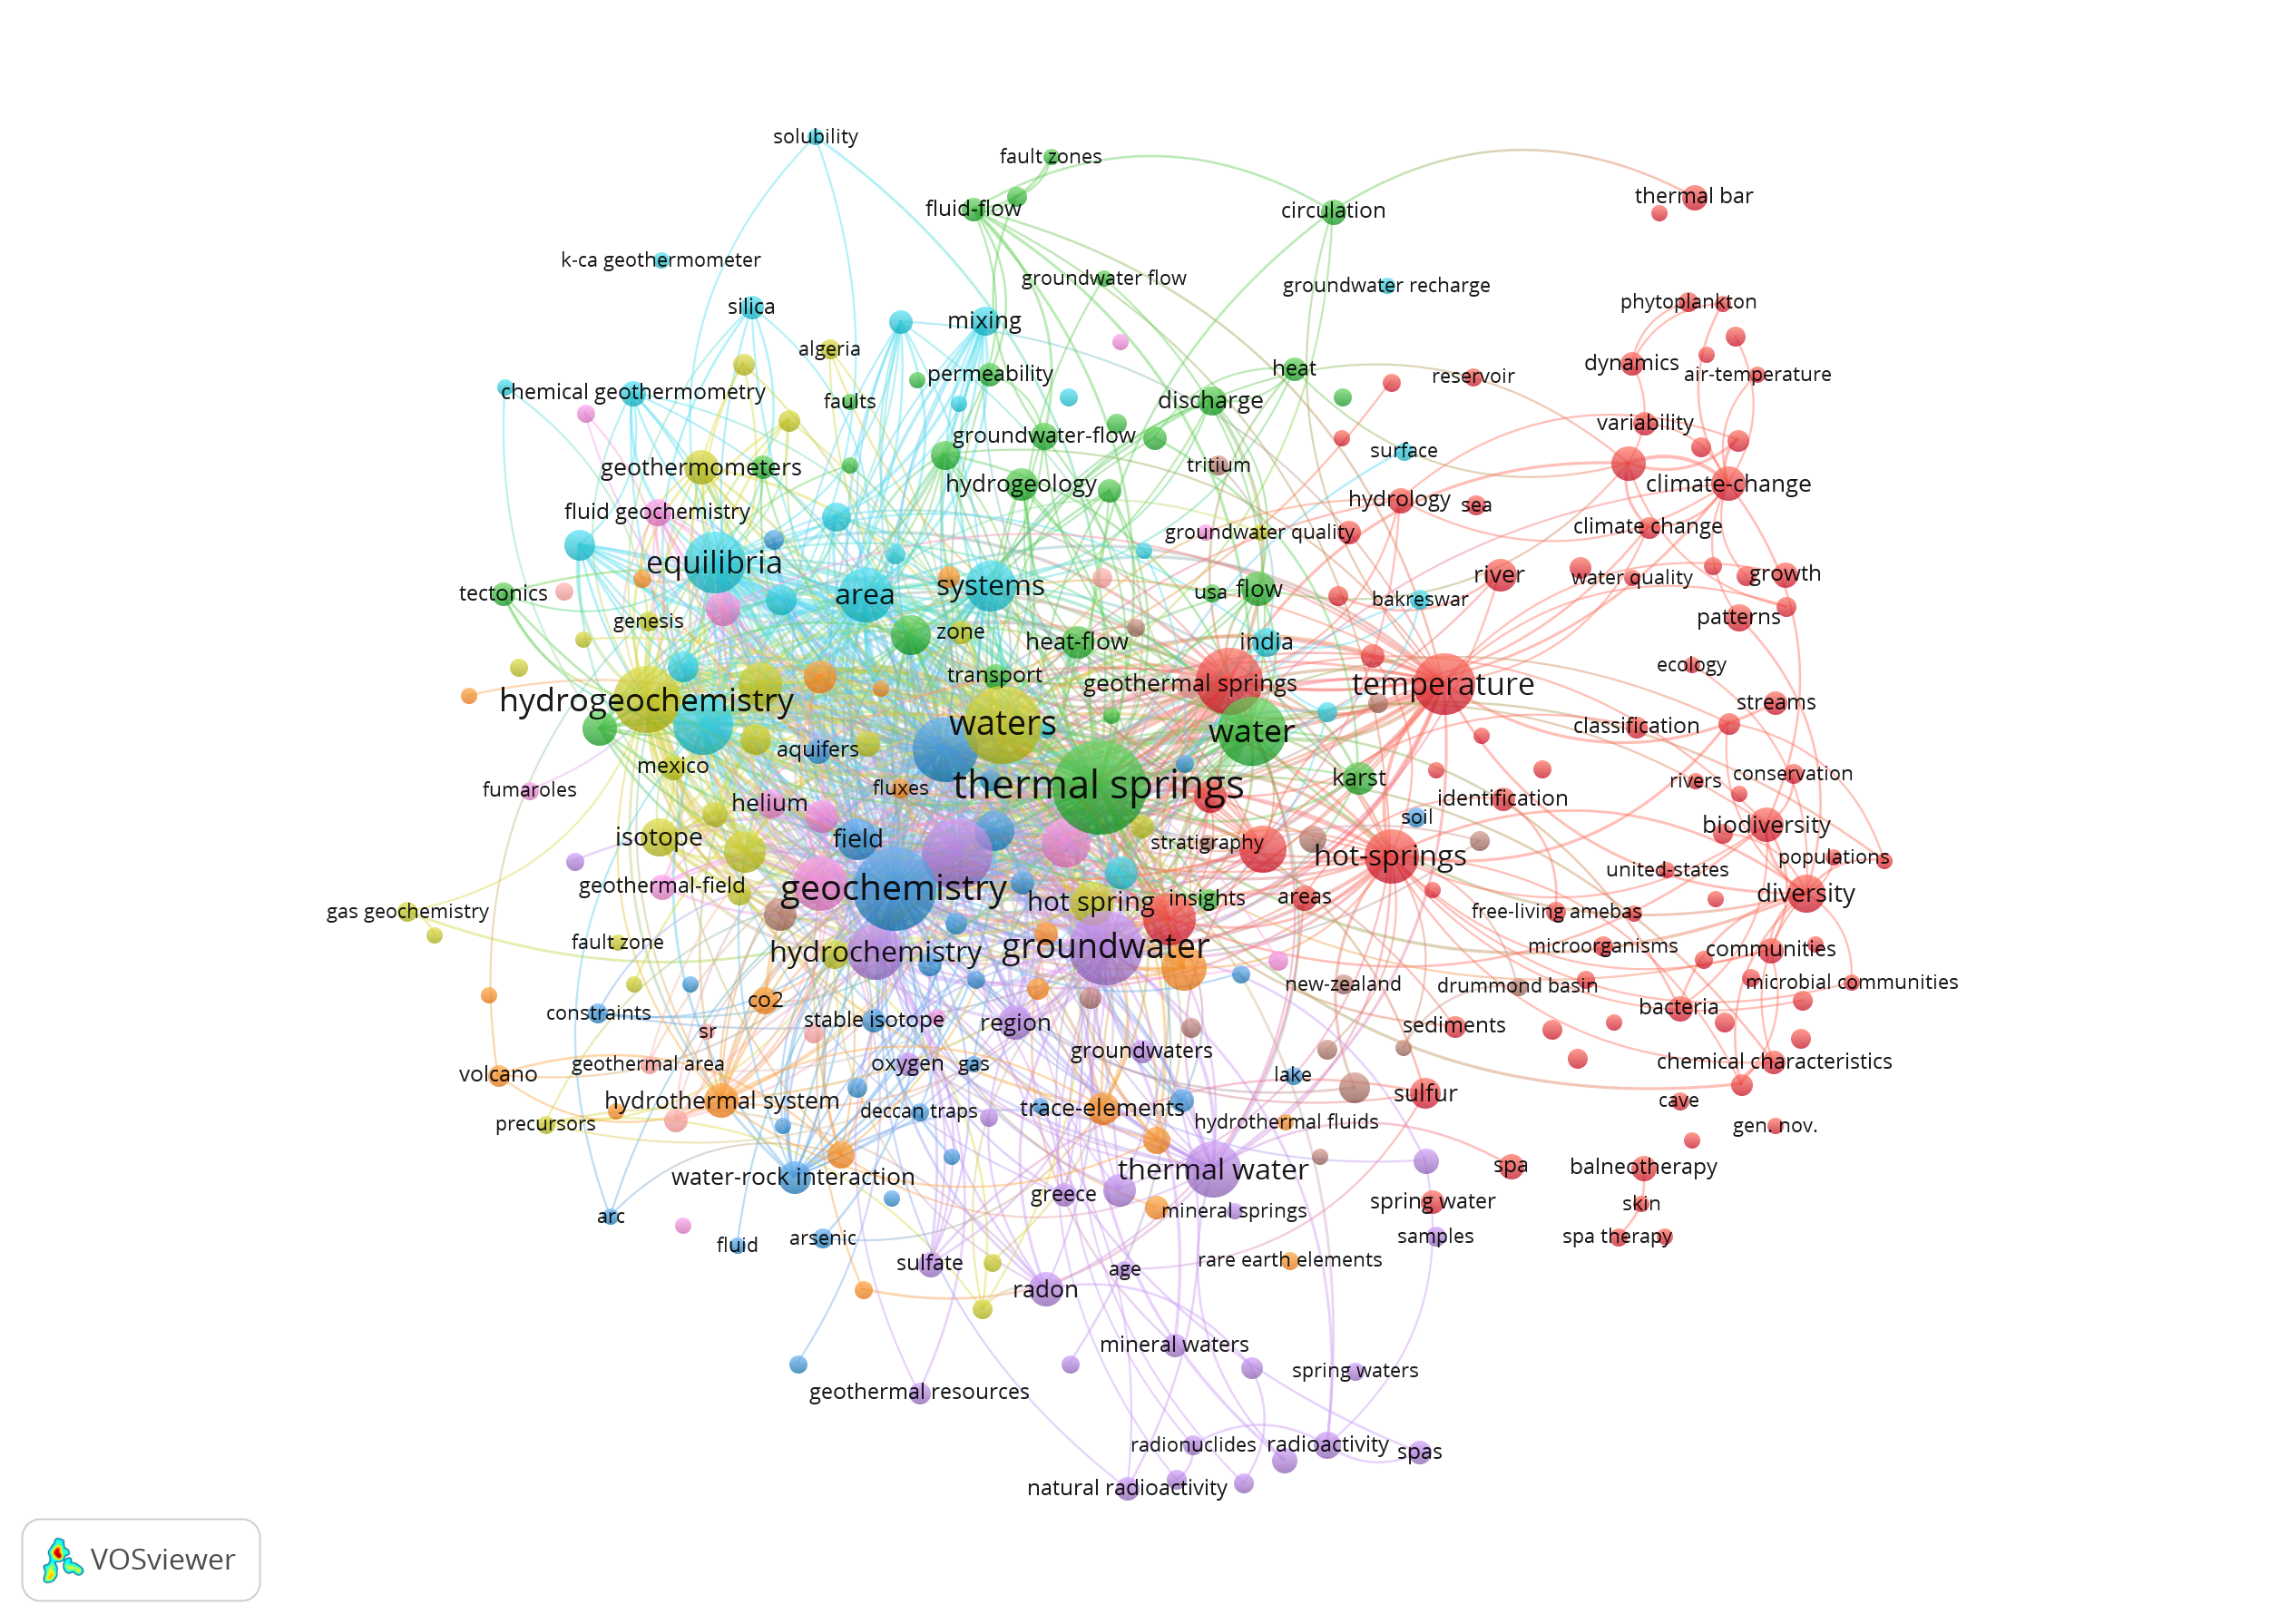 solubility
fault zones
thermal bar
fluid-flow
circulation
k-ca geothermometer
groundwater flow
groundwater recharge
phytoplankton
silica
mixing
algeria
dynamics
heat
permeability
air-temperature
reservoir
chemical geothermometry
faults
discharge
variability
groundwater-flow
surface
geothermometers
tritium
hydrogeology
climate-change
hydrology
sea
fluid geochemistry
groundwater quality
climate change
equilibria
river
water quality
growth
systems
area
tectonics
usa
flow
bakreswar
patterns
genesis
zone
heat-flow
india
ecology
transport
geothermal springs
temperature
hydrogeochemistry
streams
waters
water
classification
aquifers
mexico
conservation
rivers
karst
thermal springs
fumaroles
fluxes
identification
helium
soil
biodiversity
isotope
field
stratigraphy
hot-springs
populations
united-states
geothermal-field
geochemistry
diversity
insights
areas
hot spring
gas geochemistry
free-living amebas
fault zone
hydrochemistry
groundwater
microorganisms
communities
new-zealand
drummond basin
microbial communities
co2
bacteria
constraints
stable isotope
region
sediments
sr
groundwaters
geothermal area
oxygen
gas
chemical characteristics
volcano
lake
hydrothermal system
sulfur
cave
deccan traps
trace-elements
precursors
hydrothermal fluids
gen. nov.
water-rock interaction
thermal water
spa
balneotherapy
greece
mineral springs
spring water
skin
arc
fluid
arsenic
samples
spa therapy
sulfate
age
rare earth elements
radon
mineral waters
spring waters
geothermal resources
radionuclides
radioactivity
spas
natural radioactivity
VOSviewer